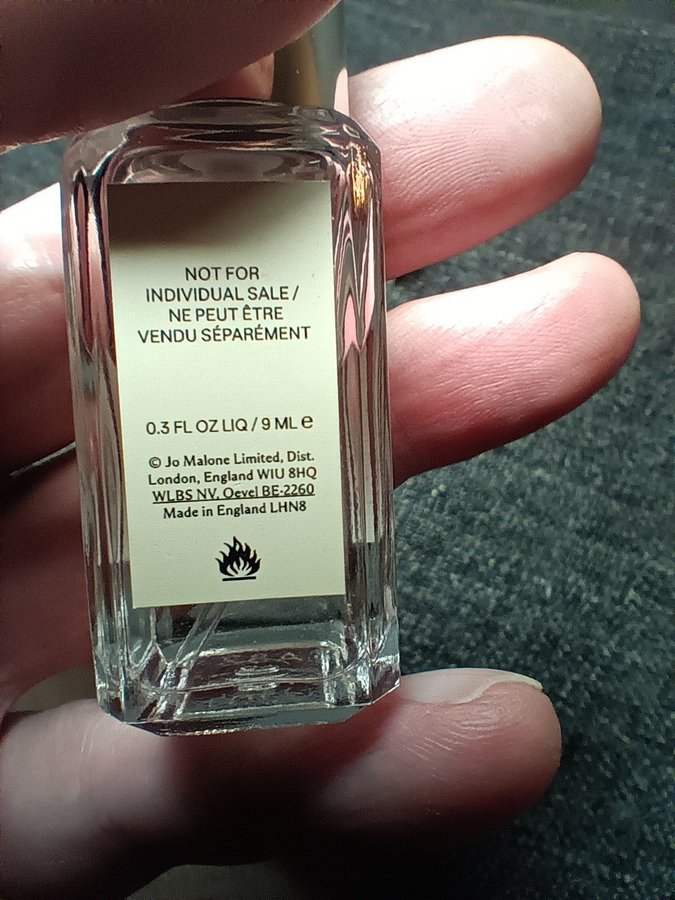 NOT FOR
INDIVIDUAL SALE /
NE PEUT ÊTRE
VENDU SÉPARÉMENT
0.3 FL OZ LIQ / 9 ML ℮
© Jo Malone Limited, Dist.
London, England WIU 8HQ
WLBS NV, Oevel BE-2260
Made in England LHN8